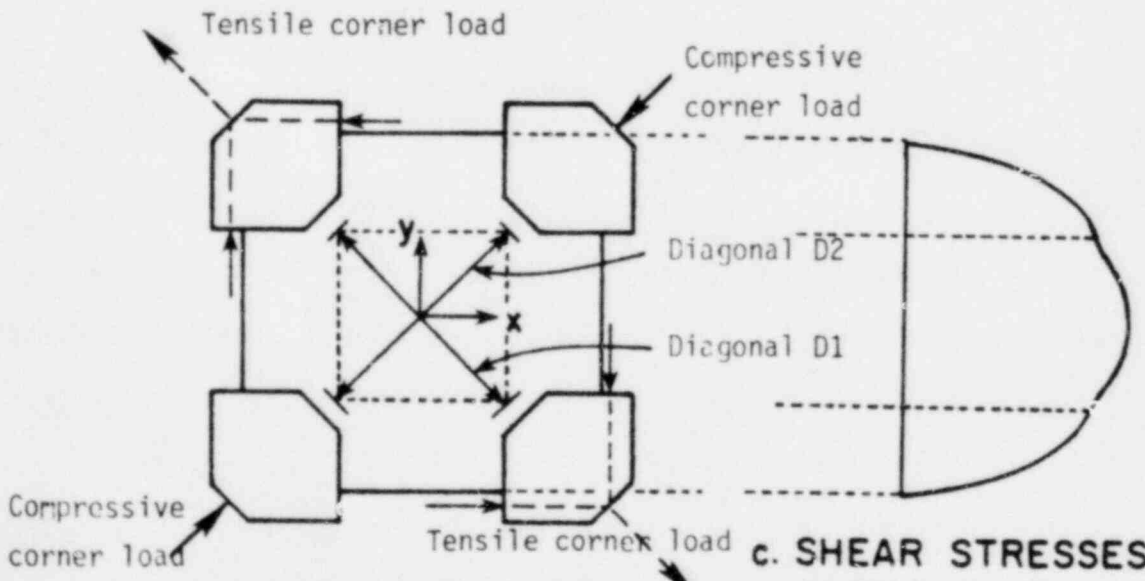 Tensile corner load
Compressive
corner load
y
Diagonal D2
x
Diagonal D1
Compressive
corner load
Tensile corner load
c. SHEAR STRESSES